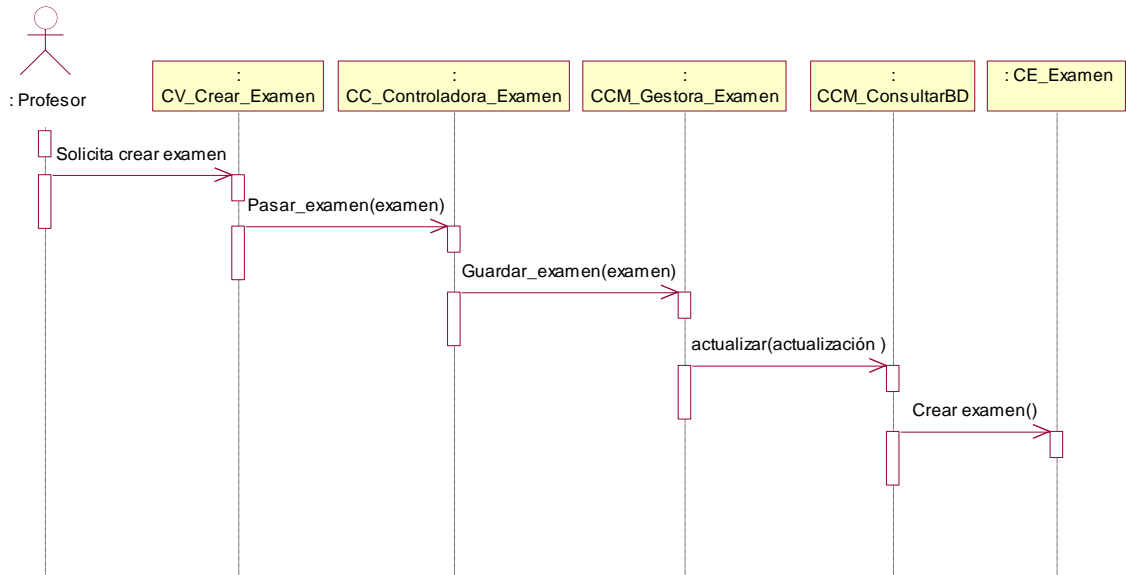 : Profesor
:
CV_Crear_Examen
:
CC_Controladora_Examen
:
CCM_Gestora_Examen
:
CCM_ConsultarBD
: CE_Examen
Solicita crear examen
Pasar_examen(examen)
Guardar_examen(examen)
actualizar(actualización )
Crear examen()